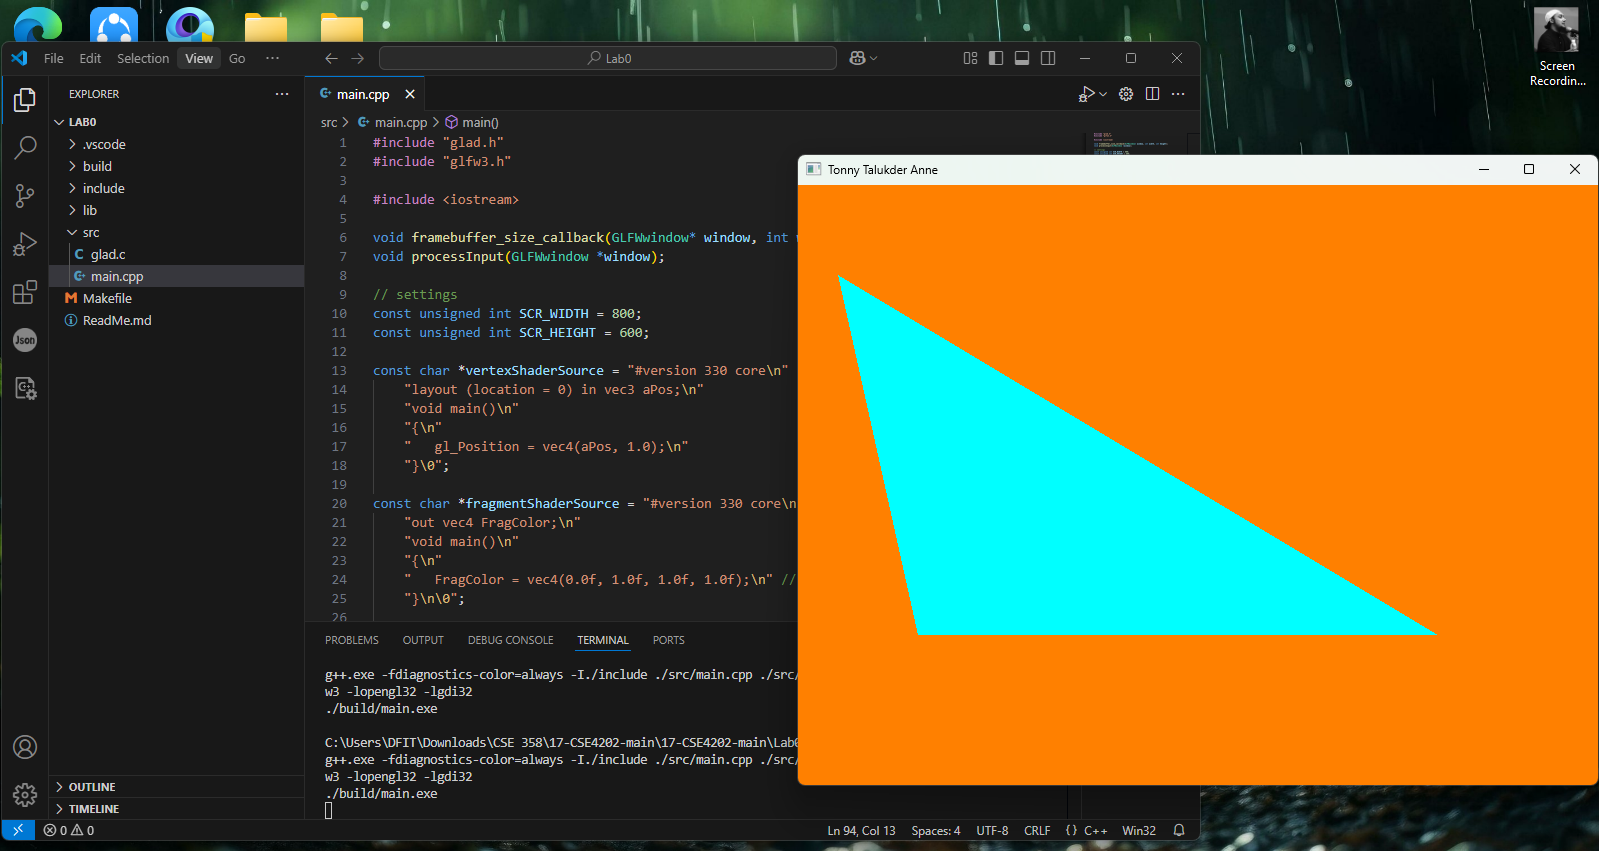 File Edit Selection View Go ···
Lab0
Screen
Recordin...
EXPLORER
main.cpp
LAB0
src > main.cpp > main()
.vscode
build
include
lib
src
glad.c
main.cpp
Makefile
ReadMe.md
Json
OUTLINE
TIMELINE
1 #include "glad.h"
2 #include "glfw3.h"
3
4 #include <iostream>
5
6 void framebuffer_size_callback(GLFWwindow* window, int
7 void processInput(GLFWwindow *window);
8
9 // settings
10 const unsigned int SCR_WIDTH = 800;
11 const unsigned int SCR_HEIGHT = 600;
12
13 const char *vertexShaderSource = "#version 330 core\n"
14 "layout (location = 0) in vec3 aPos;\n"
15 "void main()\n"
16 "{\n"
17 "   gl_Position = vec4(aPos, 1.0);\n"
18 "}\0";
19
20 const char *fragmentShaderSource = "#version 330 core\n
21 "out vec4 FragColor;\n"
22 "void main()\n"
23 "{\n"
24 "   FragColor = vec4(0.0f, 1.0f, 1.0f, 1.0f);\n" //
25 "}\n\0";
26
PROBLEMS OUTPUT DEBUG CONSOLE TERMINAL PORTS
g++.exe -fdiagnostics-color=always -I./include ./src/main.cpp ./src/
w3 -lopengl32 -lgdi32
./build/main.exe
C:\Users\DFIT\Downloads\CSE 358\17-CSE4202-main\17-CSE4202-main\Lab0
g++.exe -fdiagnostics-color=always -I./include ./src/main.cpp ./src/
w3 -lopengl32 -lgdi32
./build/main.exe
0 0
Ln 94, Col 13 Spaces: 4 UTF-8 CRLF {} C++ Win32
Tonny Talukder Anne